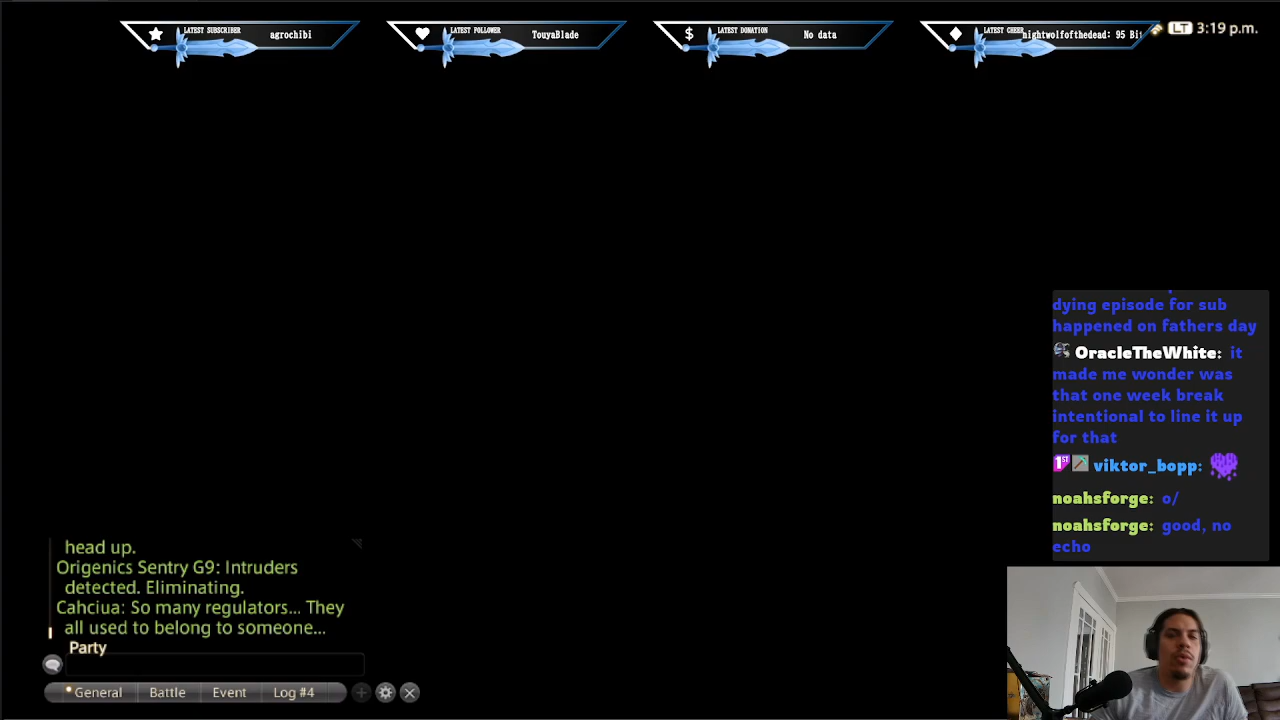 LATEST SUBSCRIBER
agrochibi
LATEST FOLLOWER
TouyaBlade
$
LATEST DONATION
No data
LATEST CHEER
nightwolfofthedead: 95 Bi
LT 3:19 p.m.
dying episode for sub
happened on fathers day
OracleTheWhite: it
made me wonder was
that one week break
intentional to line it up
for that
1ST viktor_bopp:
noahsforge: o/
noahsforge: good, no
echo
head up.
Origenics Sentry G9: Intruders
detected. Eliminating.
Cahciua: So many regulators... They
all used to belong to someone...
Party
General Battle Event Log #4